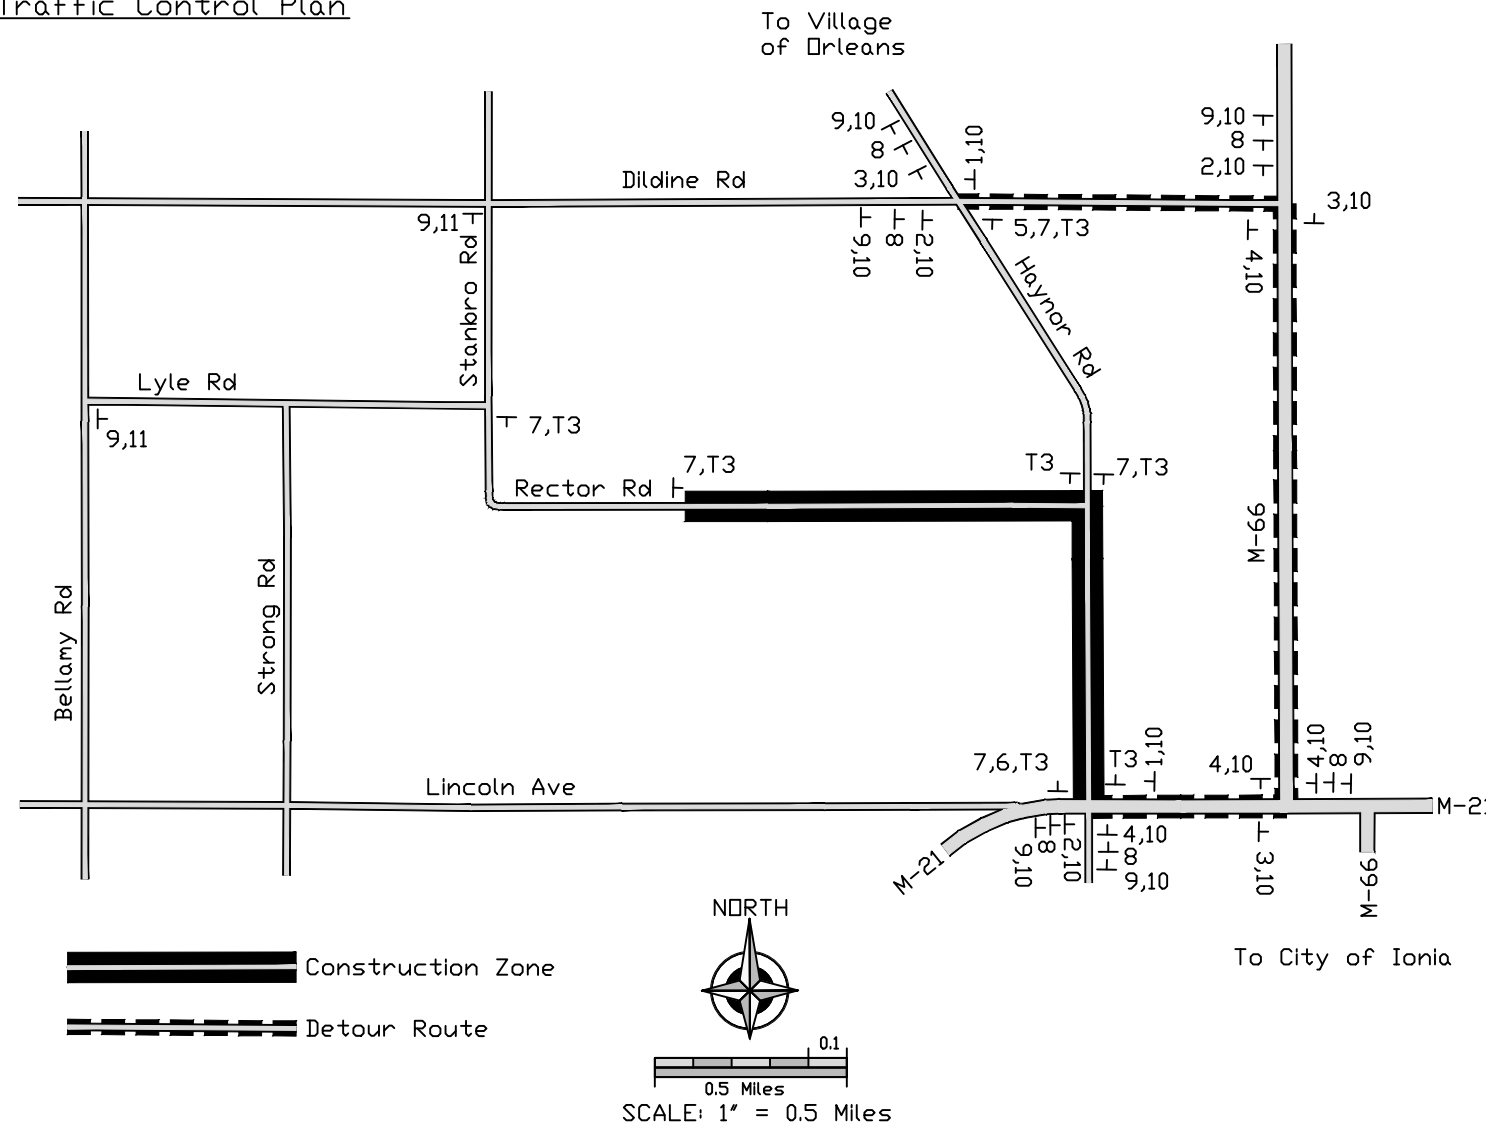 Traffic Control Plan
To Village
of Orleans
9,10
8
3,10
1,10
9,10
8
2,10
Dildine Rd
3,10
9,11
Stanbro Rd
9,10
8
2,10
5,7,T3
4,10
Haynor Rd
Lyle Rd
9,11
7,T3
7,T3
T3
7,T3
Rector Rd
M-66
Bellamy Rd
Strong Rd
7,6,T3
T3
1,10
4,10
4,10
8
9,10
Lincoln Ave
M-21
M-21
9,10
8
2,10
4,10
8
9,10
3,10
M-66
NORTH
To City of Ionia
Construction Zone
Detour Route
0.1
0.5 Miles
SCALE: 1" = 0.5 Miles